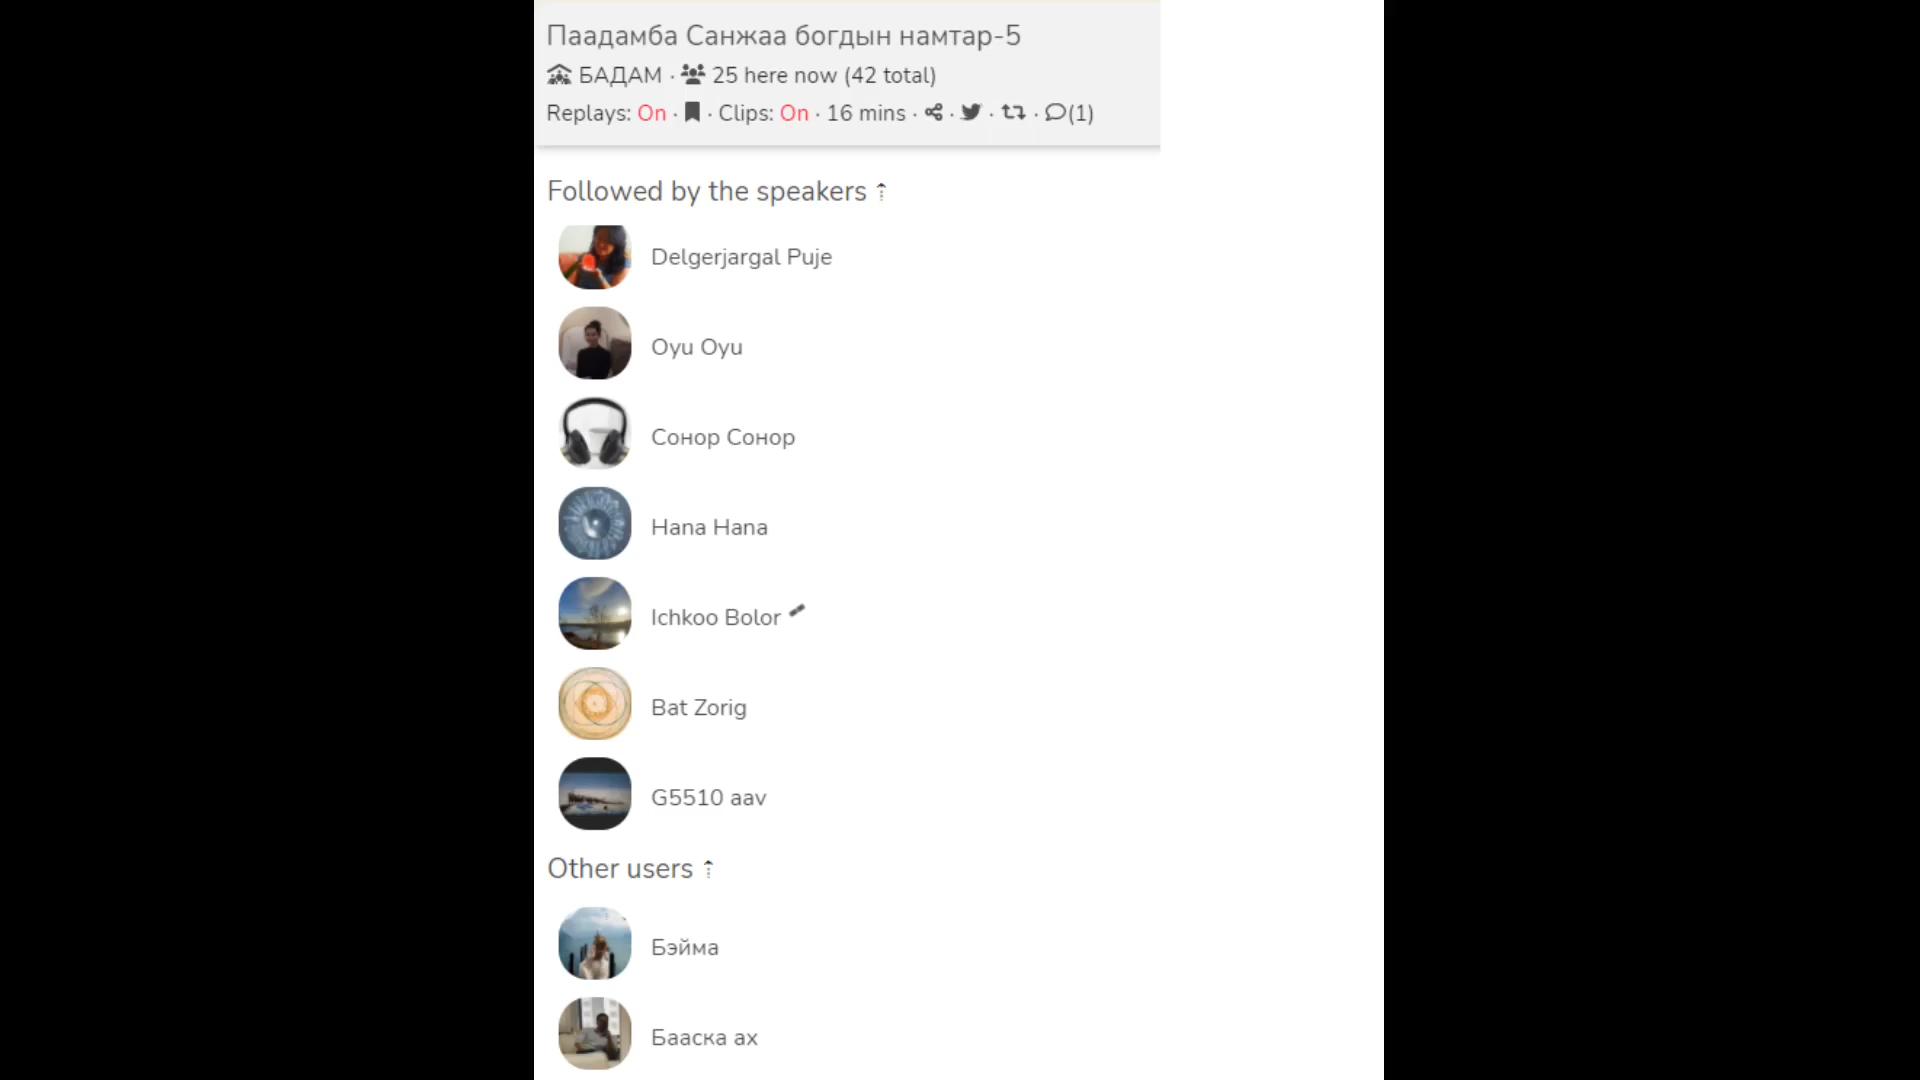 Паадамба Санжаа богдын намтар-5
БАДАМ · 25 here now (42 total)
Replays: On · · Clips: On · 16 mins · · · · (1)
Followed by the speakers
Delgerjargal Puje
Oyu Oyu
Сонор Сонор
Hana Hana
Ichkoo Bolor
Bat Zorig
G5510 aav
Other users
Бэйма
Бааска ах